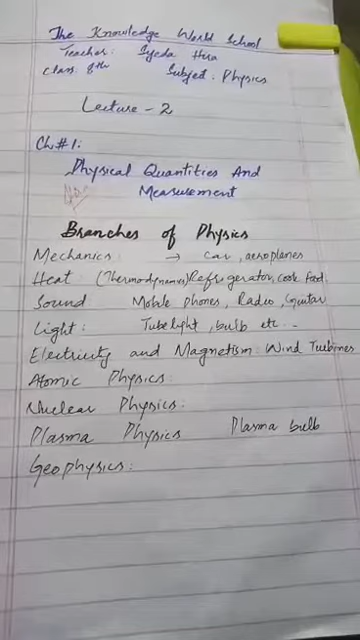 The Knowledge World School
Teacher: Syeda Hira
Class: 8th Subject: Physics
Lecture - 2
Ch#1:
Physical Quantities And
Measurement
Branches of Physics
Mechanics → car, aeroplanes
Heat (Thermodynamics) Refrigerator, cook food
Sound Mobile phones, Radio, Guitar
Light: Tubelight, bulb etc...
Electricity and Magnetism: Wind Turbines
Atomic Physics:
Nuclear Physics:
Plasma Physics Plasma bulb
Geophysics: